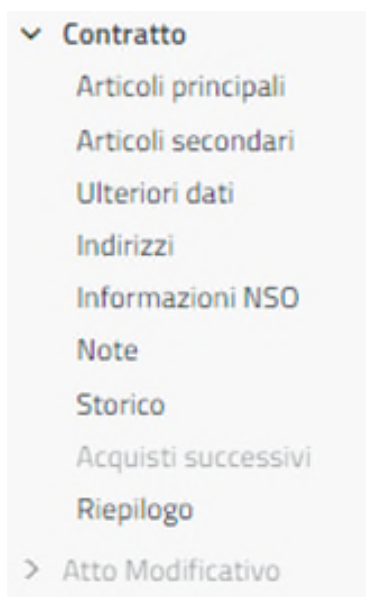 Contratto
Articoli principali
Articoli secondari
Ulteriori dati
Indirizzi
Informazioni NSO
Note
Storico
Acquisti successivi
Riepilogo
Atto Modificativo